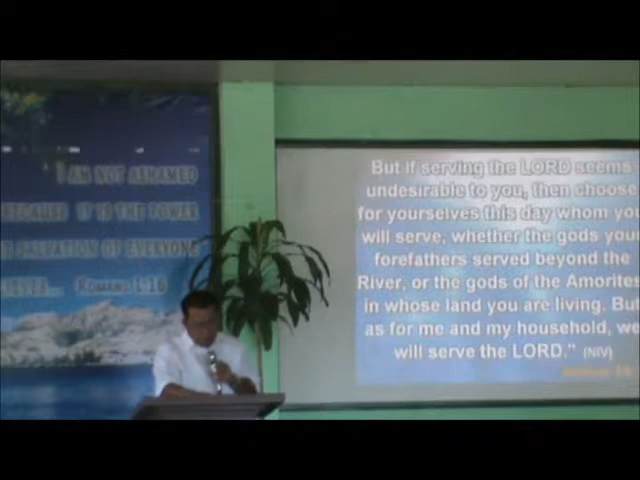 I AM NOT ASHAMED
BECAUSE IT IS THE POWER
SALVATION OF EVERYONE
ROMANS 1:16
But if serving the LORD seems
undesirable to you, then choose
for yourselves this day whom yo
will serve, whether the gods your
forefathers served beyond the
River, or the gods of the Amorites
in whose land you are living. But
as for me and my household, we
will serve the LORD.” (NIV)